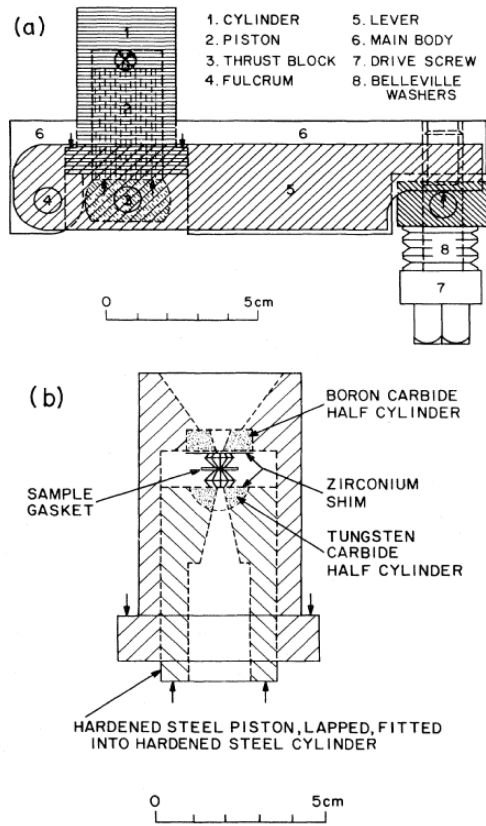 (a)
1. CYLINDER
2. PISTON
3. THRUST BLOCK
4. FULCRUM
5. LEVER
6. MAIN BODY
7. DRIVE SCREW
8. BELLEVILLE
WASHERS
1
2
6
6
4
3
5
8
7
0 5cm
(b)
BORON CARBIDE
HALF CYLINDER
SAMPLE
GASKET
ZIRCONIUM
SHIM
TUNGSTEN
CARBIDE
HALF CYLINDER
HARDENED STEEL PISTON, LAPPED, FITTED
INTO HARDENED STEEL CYLINDER
0 5cm